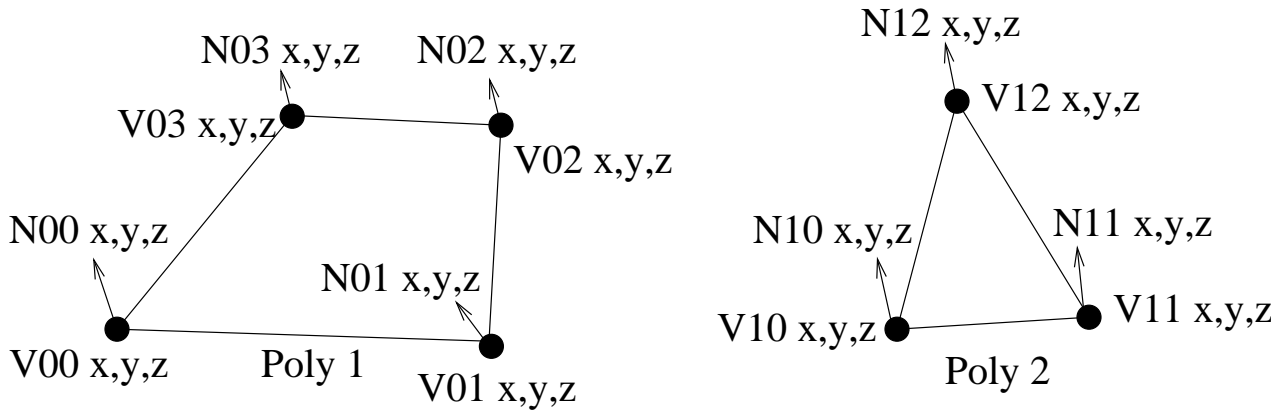 N03 x,y,z
N02 x,y,z
V03 x,y,z
V02 x,y,z
N00 x,y,z
N01 x,y,z
V00 x,y,z
Poly 1
V01 x,y,z
N12 x,y,z
V12 x,y,z
N10 x,y,z
N11 x,y,z
V10 x,y,z
V11 x,y,z
Poly 2